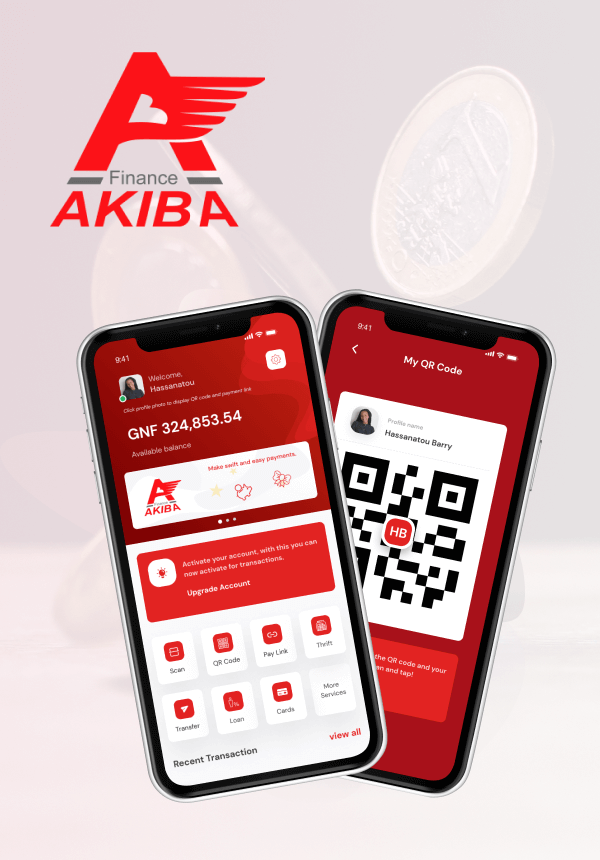 Finance
AKIBA
9:41
Welcome,
Hassanatou
Click profile photo to display QR code and payment link
GNF 324,853.54
Available balance
Make swift and easy payments.
Finance
AKIBA
Activate your account, with this you can
now activate for transactions.
Upgrade Account
Scan
QR Code
Pay Link
Thrift
Transfer
Loan
Cards
More
Services
Recent Transaction
view all
9:41
My QR Code
Profile name
Hassanatou Barry
HB
the QR code and your
an and tap!